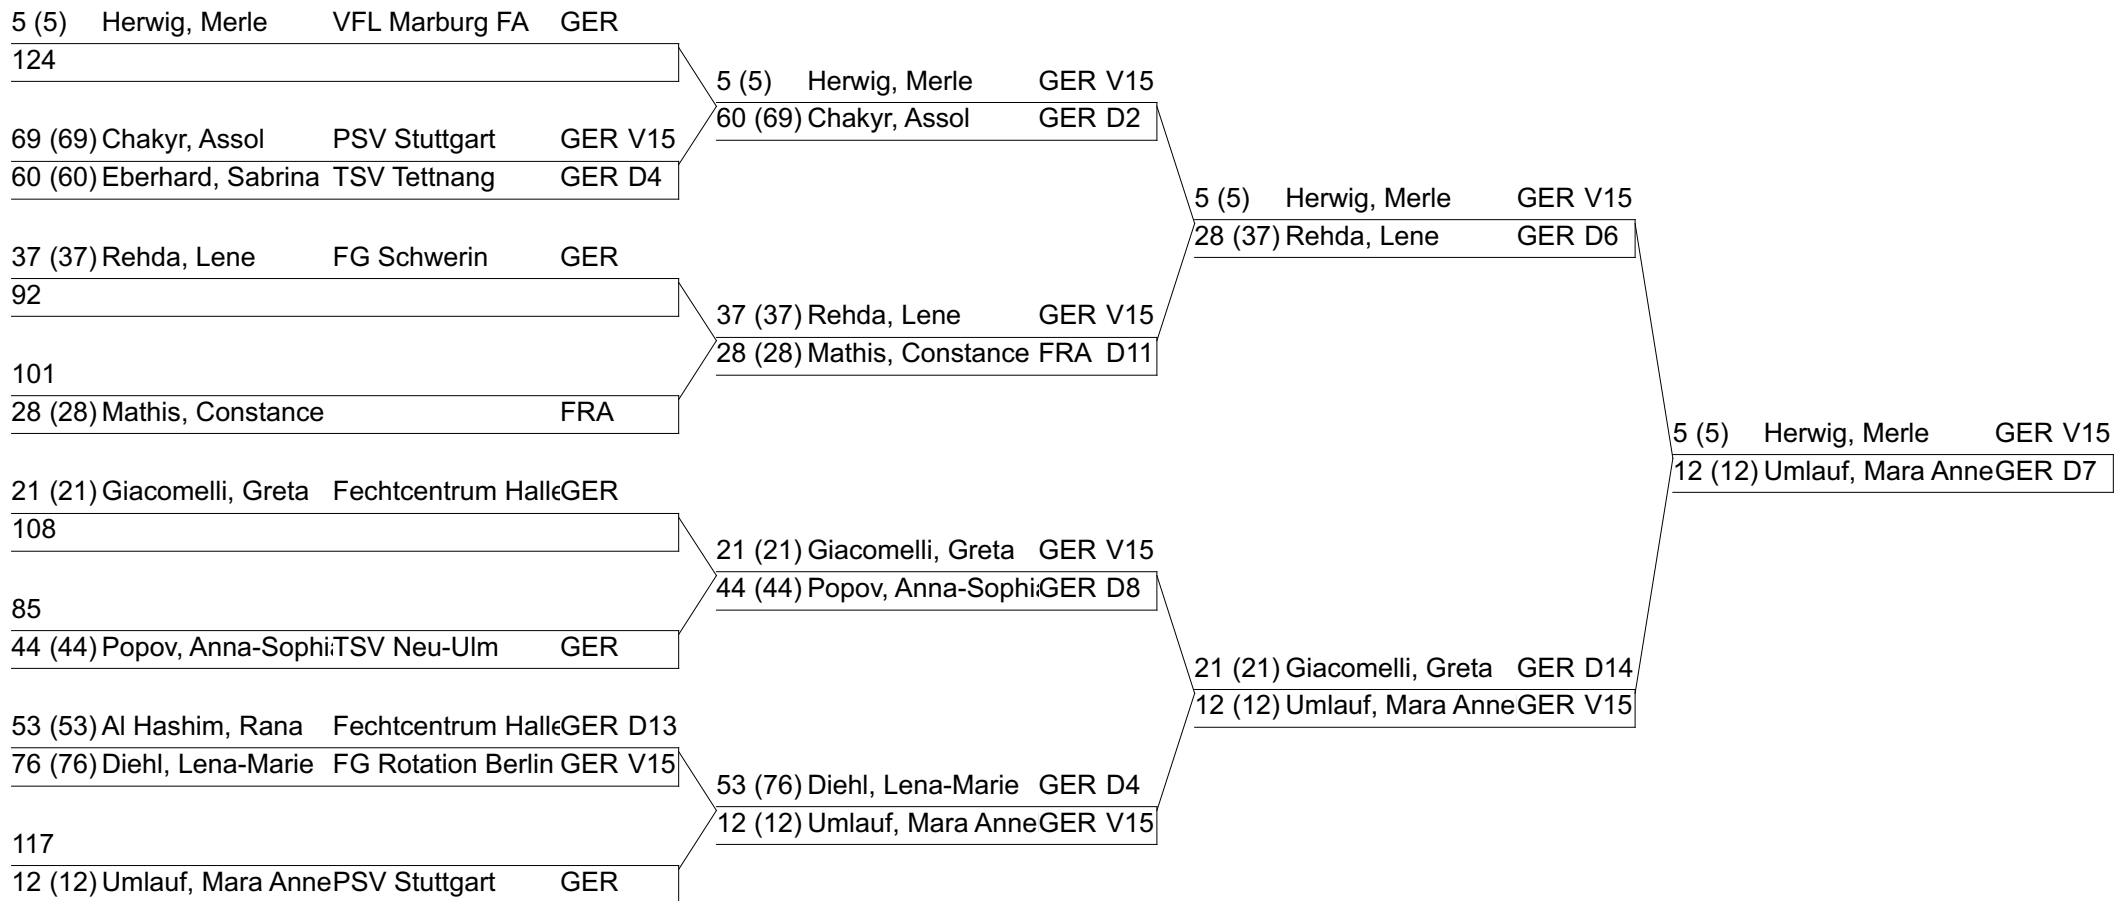 5 (5) Herwig, Merle VFL Marburg FA GER
124
69 (69) Chakyr, Assol PSV Stuttgart GER V15
60 (60) Eberhard, Sabrina TSV Tettnang GER D4
37 (37) Rehda, Lene FG Schwerin GER
92
101
28 (28) Mathis, Constance FRA
21 (21) Giacomelli, Greta Fechtcentrum Halle GER
108
85
44 (44) Popov, Anna-Sophi TSV Neu-Ulm GER
53 (53) Al Hashim, Rana Fechtcentrum Halle GER D13
76 (76) Diehl, Lena-Marie FG Rotation Berlin GER V15
117
12 (12) Umlauf, Mara Anne PSV Stuttgart GER
5 (5) Herwig, Merle GER V15
60 (69) Chakyr, Assol GER D2
37 (37) Rehda, Lene GER V15
28 (28) Mathis, Constance FRA D11
21 (21) Giacomelli, Greta GER V15
44 (44) Popov, Anna-Sophia GER D8
53 (76) Diehl, Lena-Marie GER D4
12 (12) Umlauf, Mara Anne GER V15
5 (5) Herwig, Merle GER V15
28 (37) Rehda, Lene GER D6
21 (21) Giacomelli, Greta GER D14
12 (12) Umlauf, Mara Anne GER V15
5 (5) Herwig, Merle GER V15
12 (12) Umlauf, Mara Anne GER D7